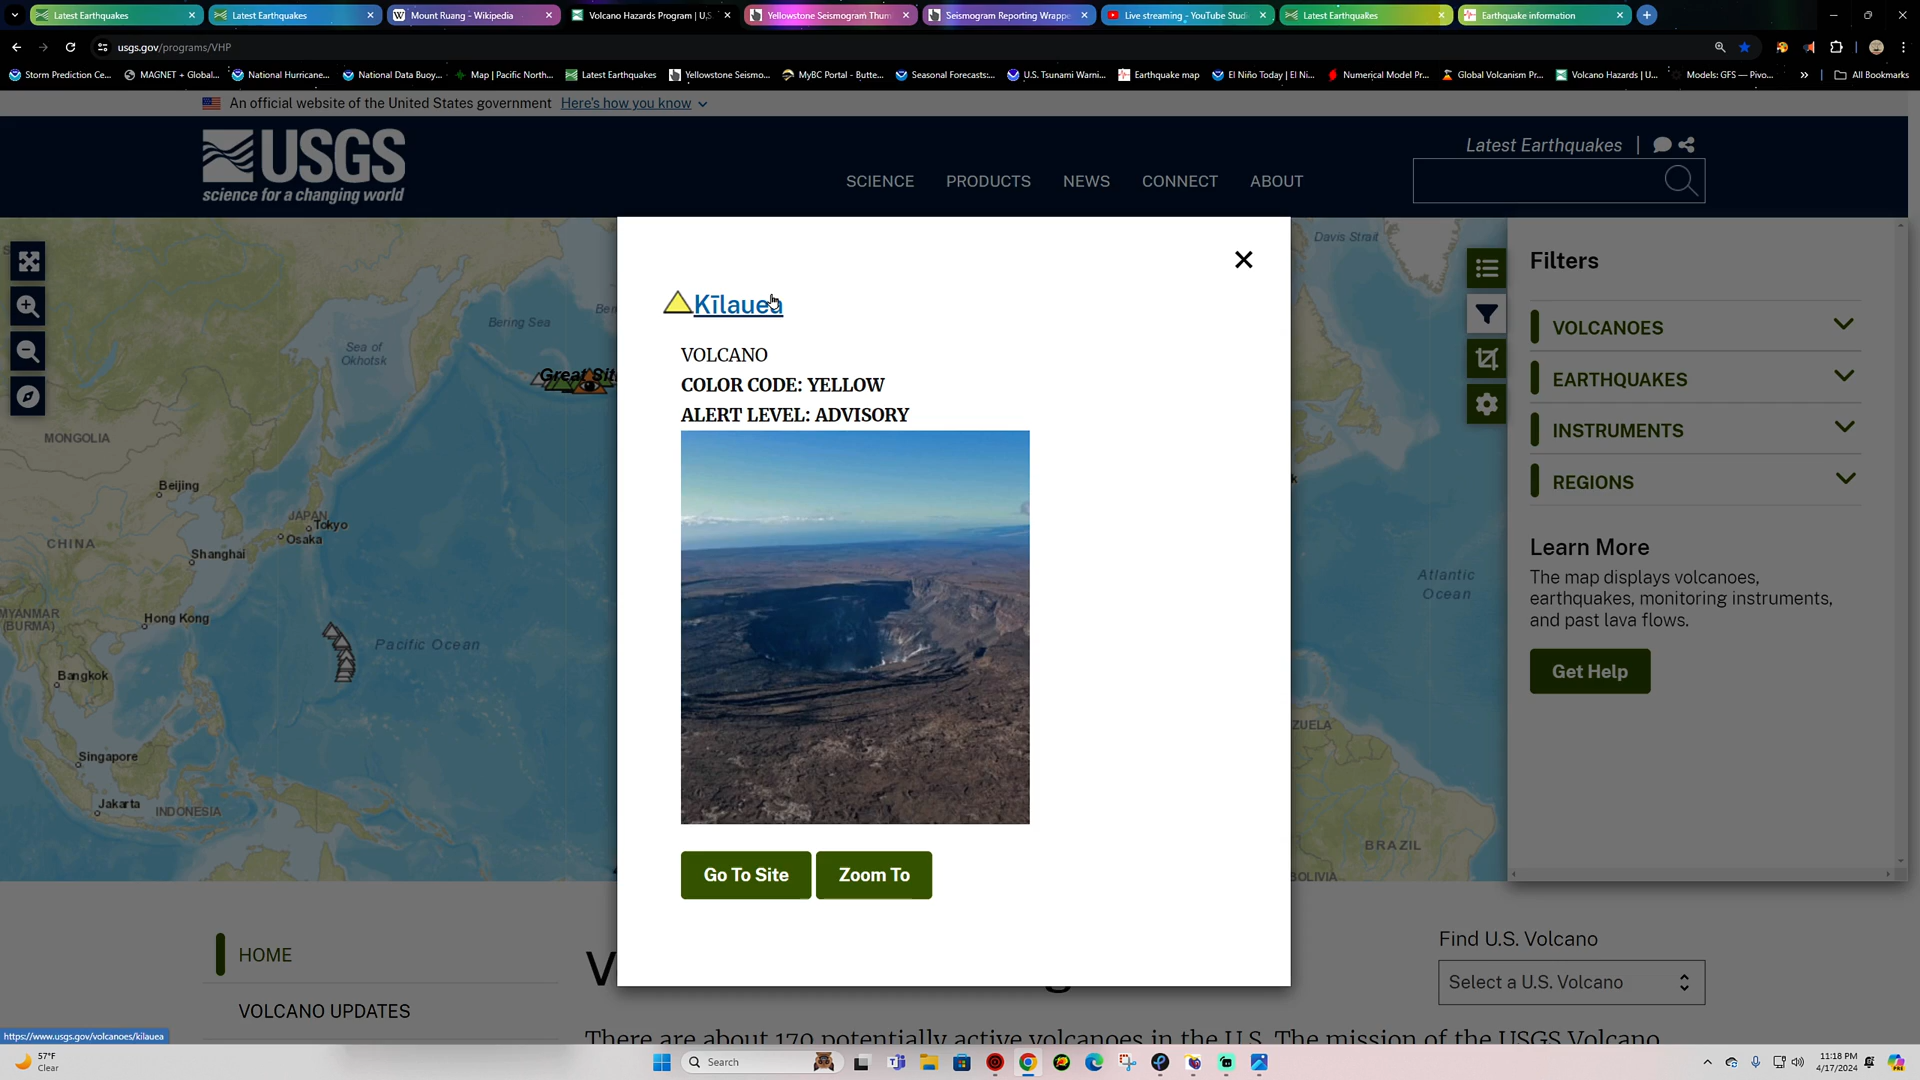 Latest Earthquakes
Latest Earthquakes
Mount Ruang - Wikipedia
Volcano Hazards Program | U.S
Yellowstone Seismogram Thum
Seismogram Reporting Wrappe
Live streaming - YouTube Studi
Latest Earthquakes
Earthquake information
usgs.gov/programs/VHP
Storm Prediction Ce...
MAGNET + Global...
National Hurricane...
National Data Buoy...
Map | Pacific North...
Latest Earthquakes
Yellowstone Seismo...
MyBC Portal - Butte...
Seasonal Forecasts:...
U.S. Tsunami Warni...
Earthquake map
El Niño Today | El Ni...
Numerical Model Pr...
Global Volcanism Pr...
Volcano Hazards | U...
Models: GFS — Pivo...
All Bookmarks
An official website of the United States government Here's how you know
USGS
science for a changing world
Latest Earthquakes
SCIENCE PRODUCTS NEWS CONNECT ABOUT
Kīlauea
VOLCANO
COLOR CODE: YELLOW
ALERT LEVEL: ADVISORY
Go To Site
Zoom To
Davis Strait
Bering Sea
Sea of
Okhotsk
Great Sit
MONGOLIA
Beijing
JAPAN
Tokyo
Osaka
CHINA
Shanghai
MYANMAR
(BURMA)
Hong Kong
Pacific Ocean
Bangkok
Singapore
Jakarta
INDONESIA
Atlantic
Ocean
ZUELA
BRAZIL
BOLIVIA
Filters
VOLCANOES
EARTHQUAKES
INSTRUMENTS
REGIONS
Learn More
The map displays volcanoes,
earthquakes, monitoring instruments,
and past lava flows.
Get Help
HOME
VOLCANO UPDATES
Find U.S. Volcano
Select a U.S. Volcano
There are about 170 potentially active volcanoes in the U.S. The mission of the USGS Volcano
https://www.usgs.gov/volcanoes/kilauea
57°F
Clear
Search
11:18 PM
4/17/2024